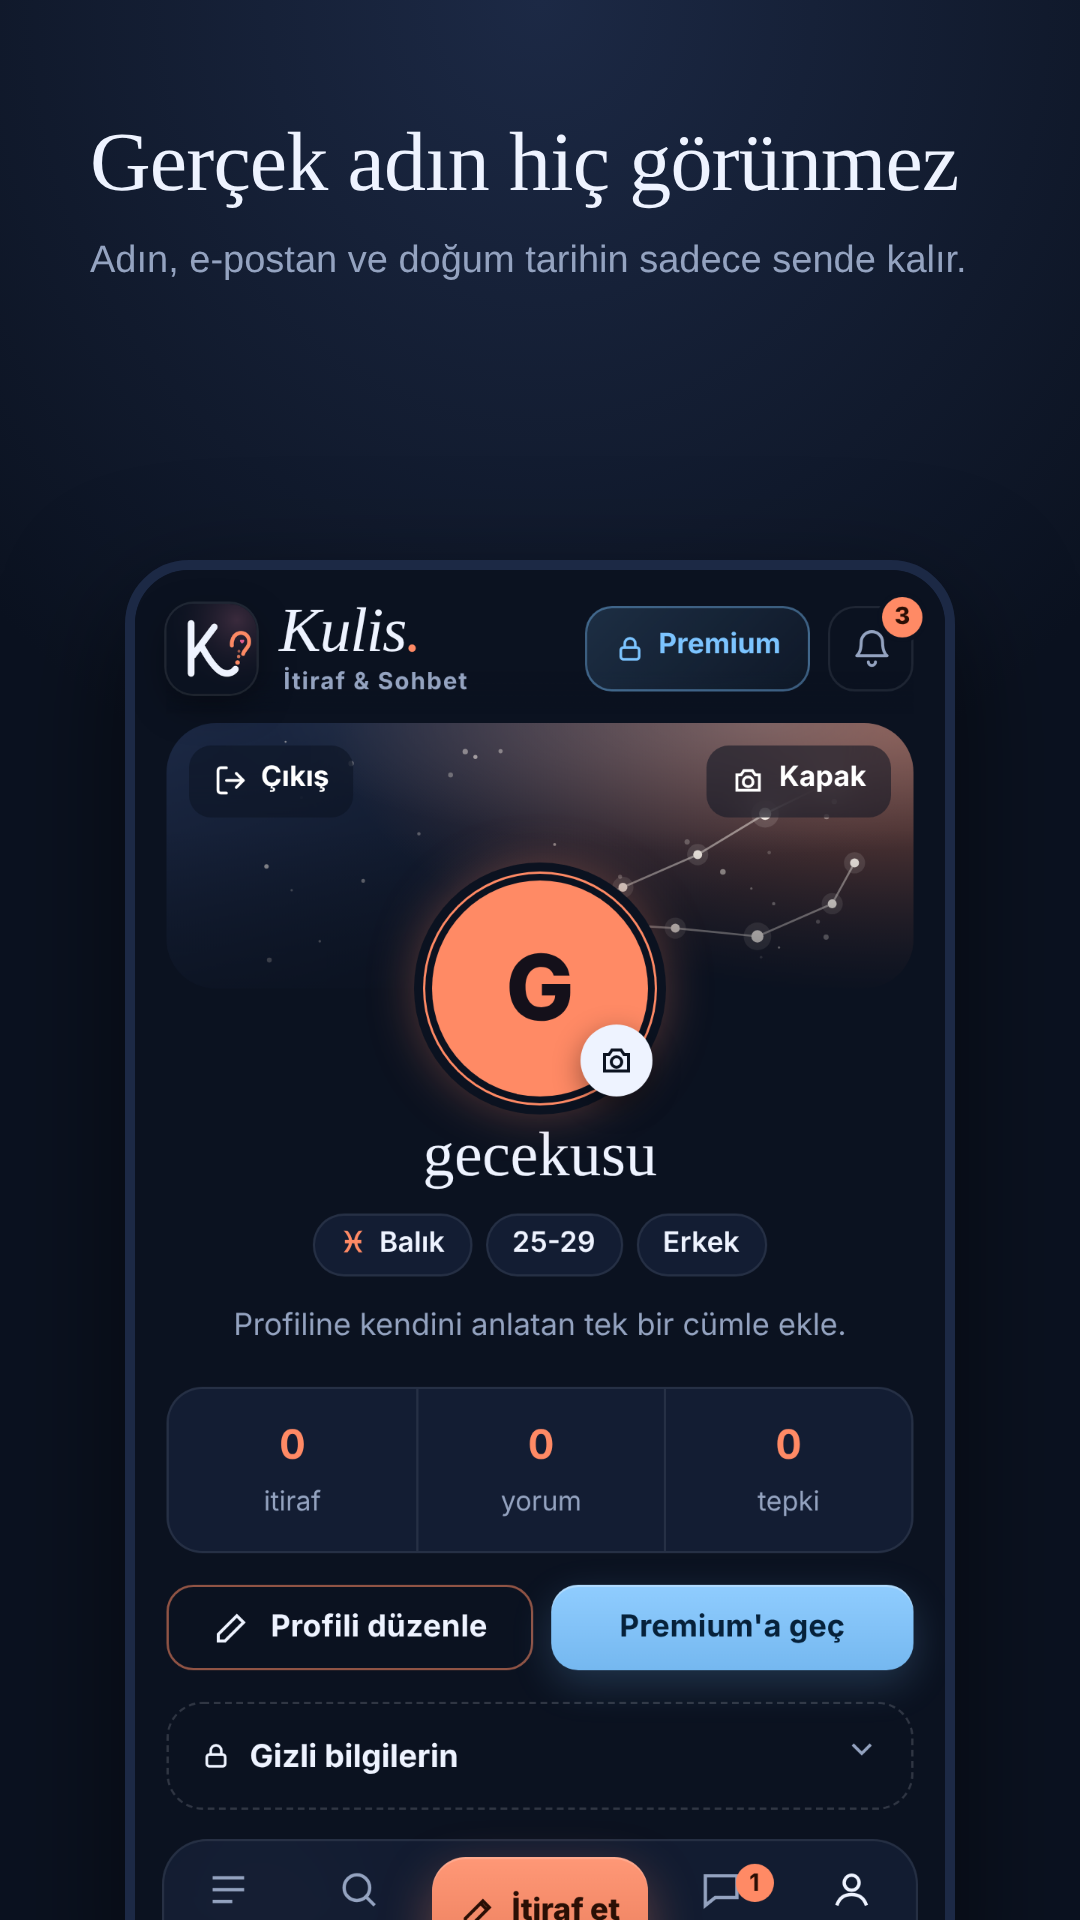 Gerçek adın hiç görünmez
Adın, e-postan ve doğum tarihin sadece sende kalır.
K
Kulis.
İtiraf & Sohbet
Premium
3
Çıkış
Kapak
G
gecekusu
♓ Balık
25-29
Erkek
Profiline kendini anlatan tek bir cümle ekle.
0
itiraf
0
yorum
0
tepki
Profili düzenle
Premium'a geç
Gizli bilgilerin
İtiraf et
1